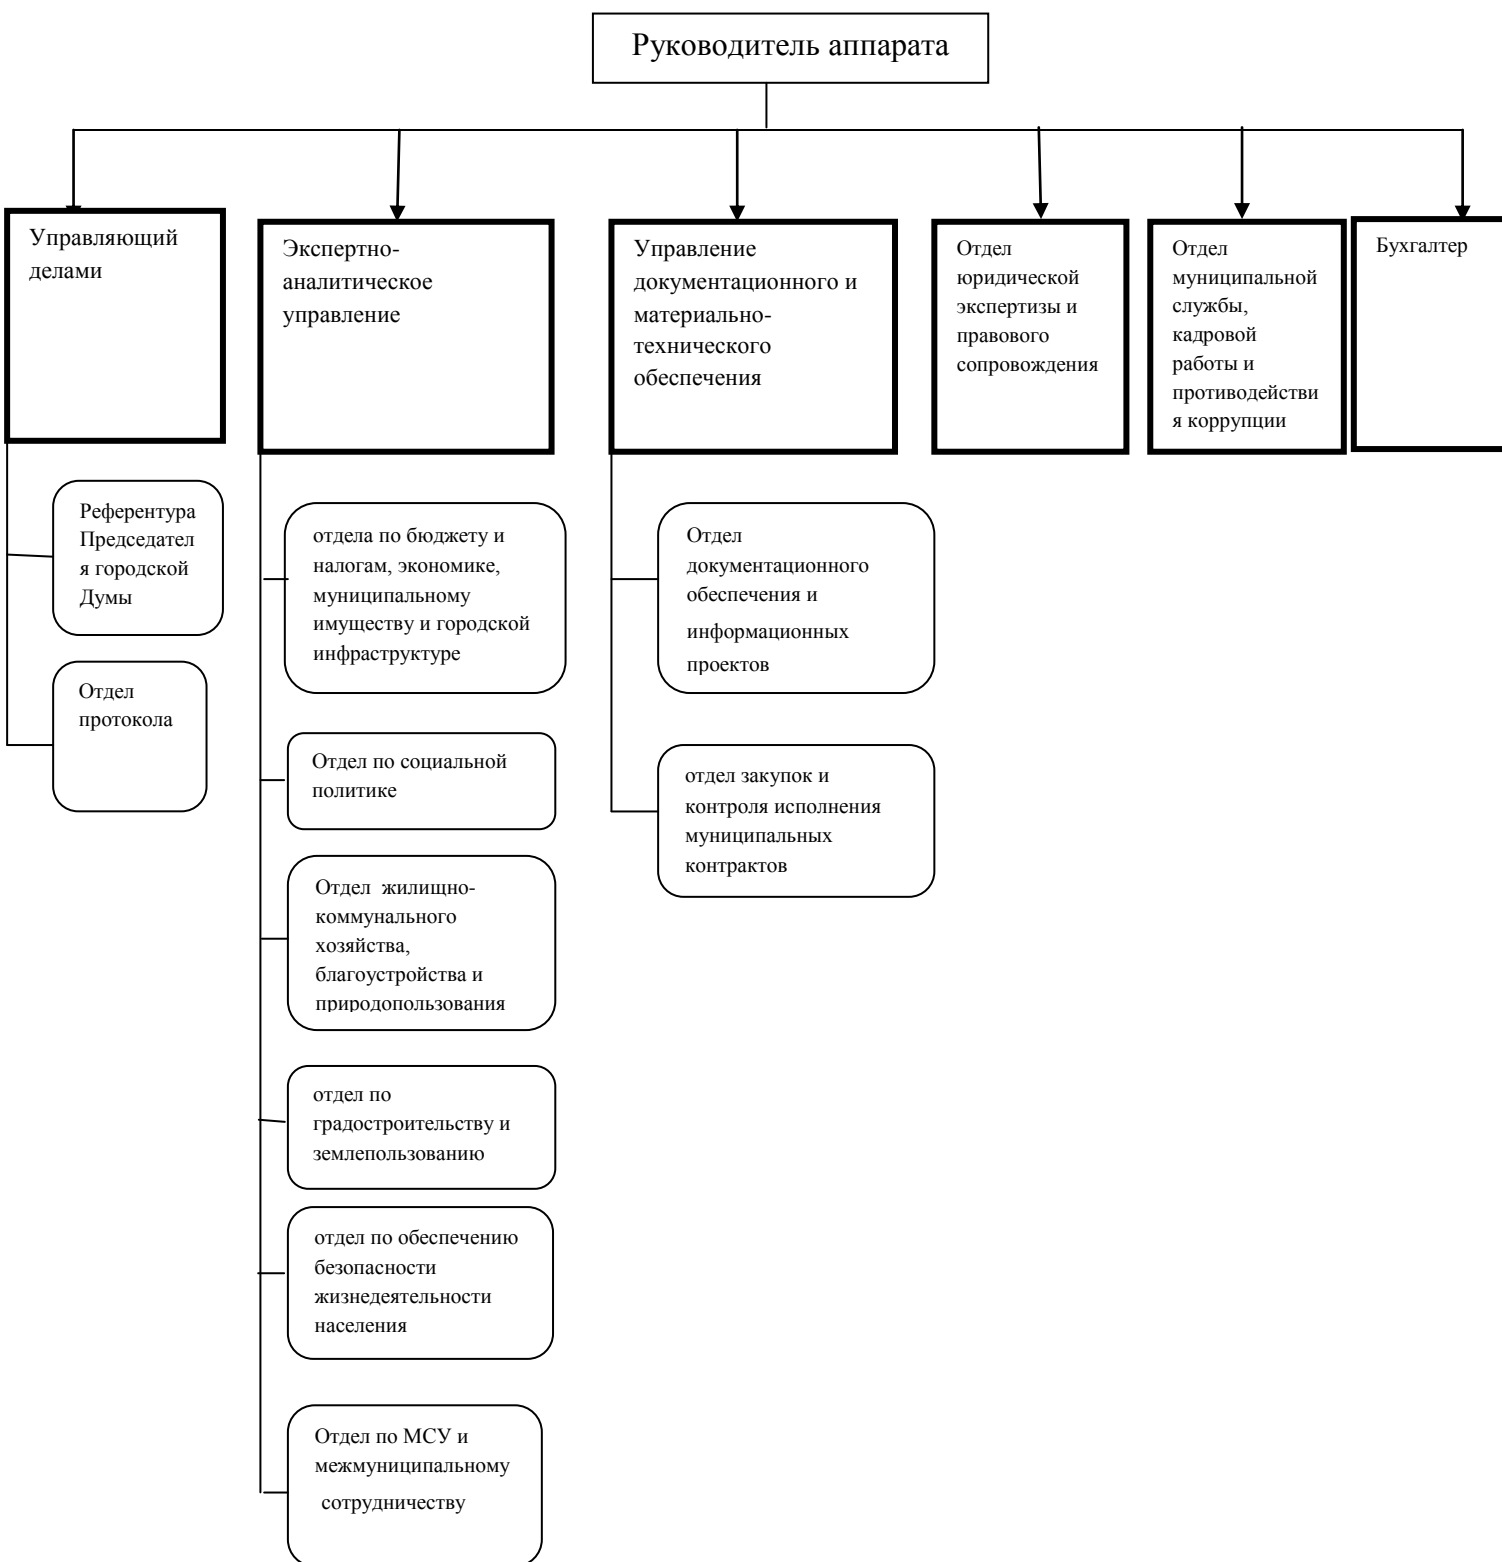 Руководитель аппарата
Управляющий
делами
Экспертно-
аналитическое
управление
Управление
документационного и
материально-
технического
обеспечения
Отдел
юридической
экспертизы и
правового
сопровождения
Отдел
муниципальной
службы,
кадровой
работы и
противодействи
я коррупции
Бухгалтер
Референтура
Председател
я городской
Думы
Отдел
протокола
отдела по бюджету и
налогам, экономике,
муниципальному
имуществу и городской
инфраструктуре
Отдел по социальной
политике
Отдел  жилищно-
коммунального
хозяйства,
благоустройства и
природопользования
отдел по
градостроительству и
землепользованию
отдел по обеспечению
безопасности
жизнедеятельности
населения
Отдел по МСУ и
межмуниципальному
сотрудничеству
Отдел
документационного
обеспечения и
информационных
проектов
отдел закупок и
контроля исполнения
муниципальных
контрактов